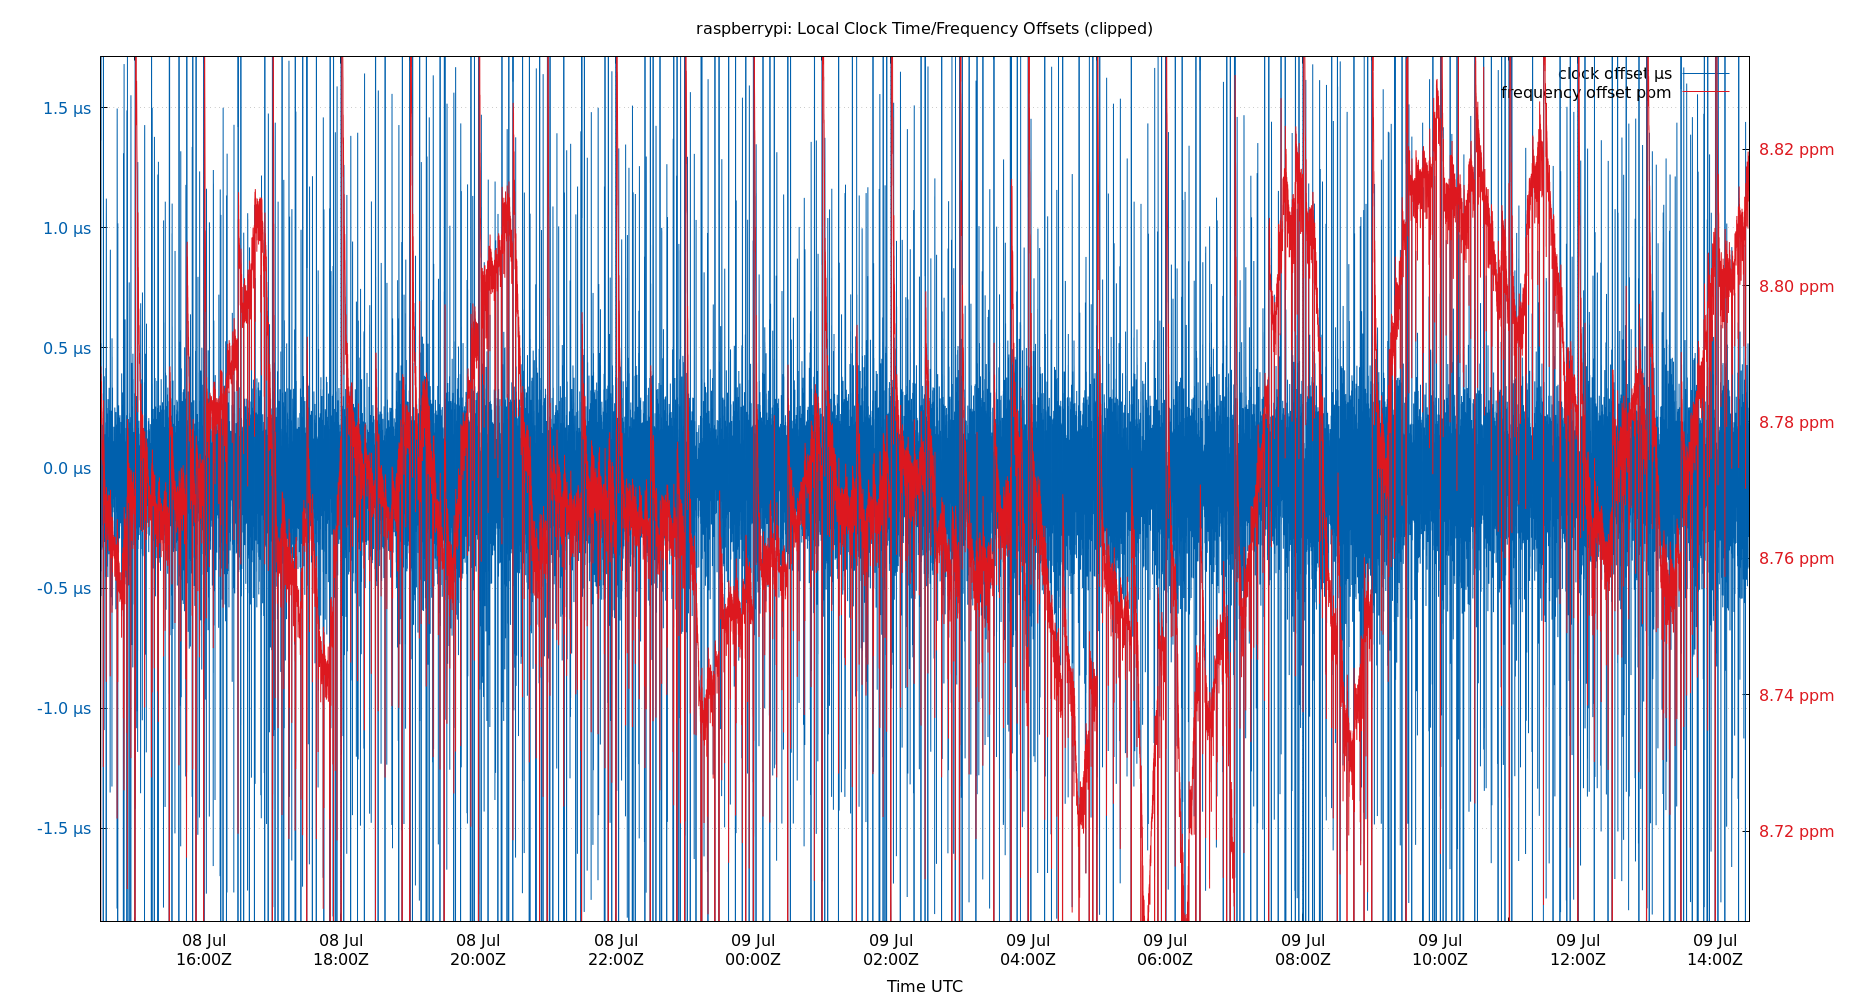 raspberrypi: Local Clock Time/Frequency Offsets (clipped)
clock offset µs
frequency offset ppm
1.5 µs
1.0 µs
0.5 µs
0.0 µs
-0.5 µs
-1.0 µs
-1.5 µs
8.82 ppm
8.80 ppm
8.78 ppm
8.76 ppm
8.74 ppm
8.72 ppm
08 Jul 08 Jul 08 Jul 08 Jul 09 Jul 09 Jul 09 Jul 09 Jul 09 Jul 09 Jul 09 Jul 09 Jul
16:00Z 18:00Z 20:00Z 22:00Z 00:00Z 02:00Z 04:00Z 06:00Z 08:00Z 10:00Z 12:00Z 14:00Z
Time UTC